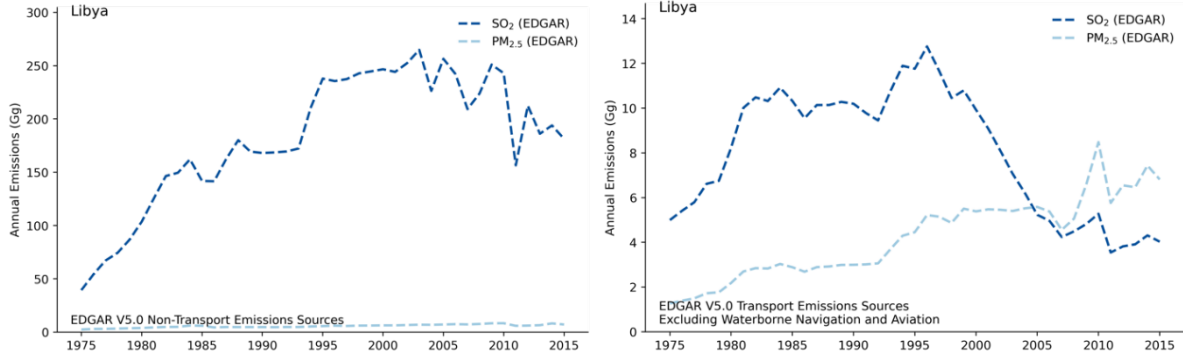 Libya
SO₂ (EDGAR)
PM₂.₅ (EDGAR)
Annual Emissions (Gg)
300
250
200
150
100
50
0
EDGAR V5.0 Non-Transport Emissions Sources
1975 1980 1985 1990 1995 2000 2005 2010 2015
Libya
SO₂ (EDGAR)
PM₂.₅ (EDGAR)
Annual Emissions (Gg)
14
12
10
8
6
4
2
0
EDGAR V5.0 Transport Emissions Sources
Excluding Waterborne Navigation and Aviation
1975 1980 1985 1990 1995 2000 2005 2010 2015